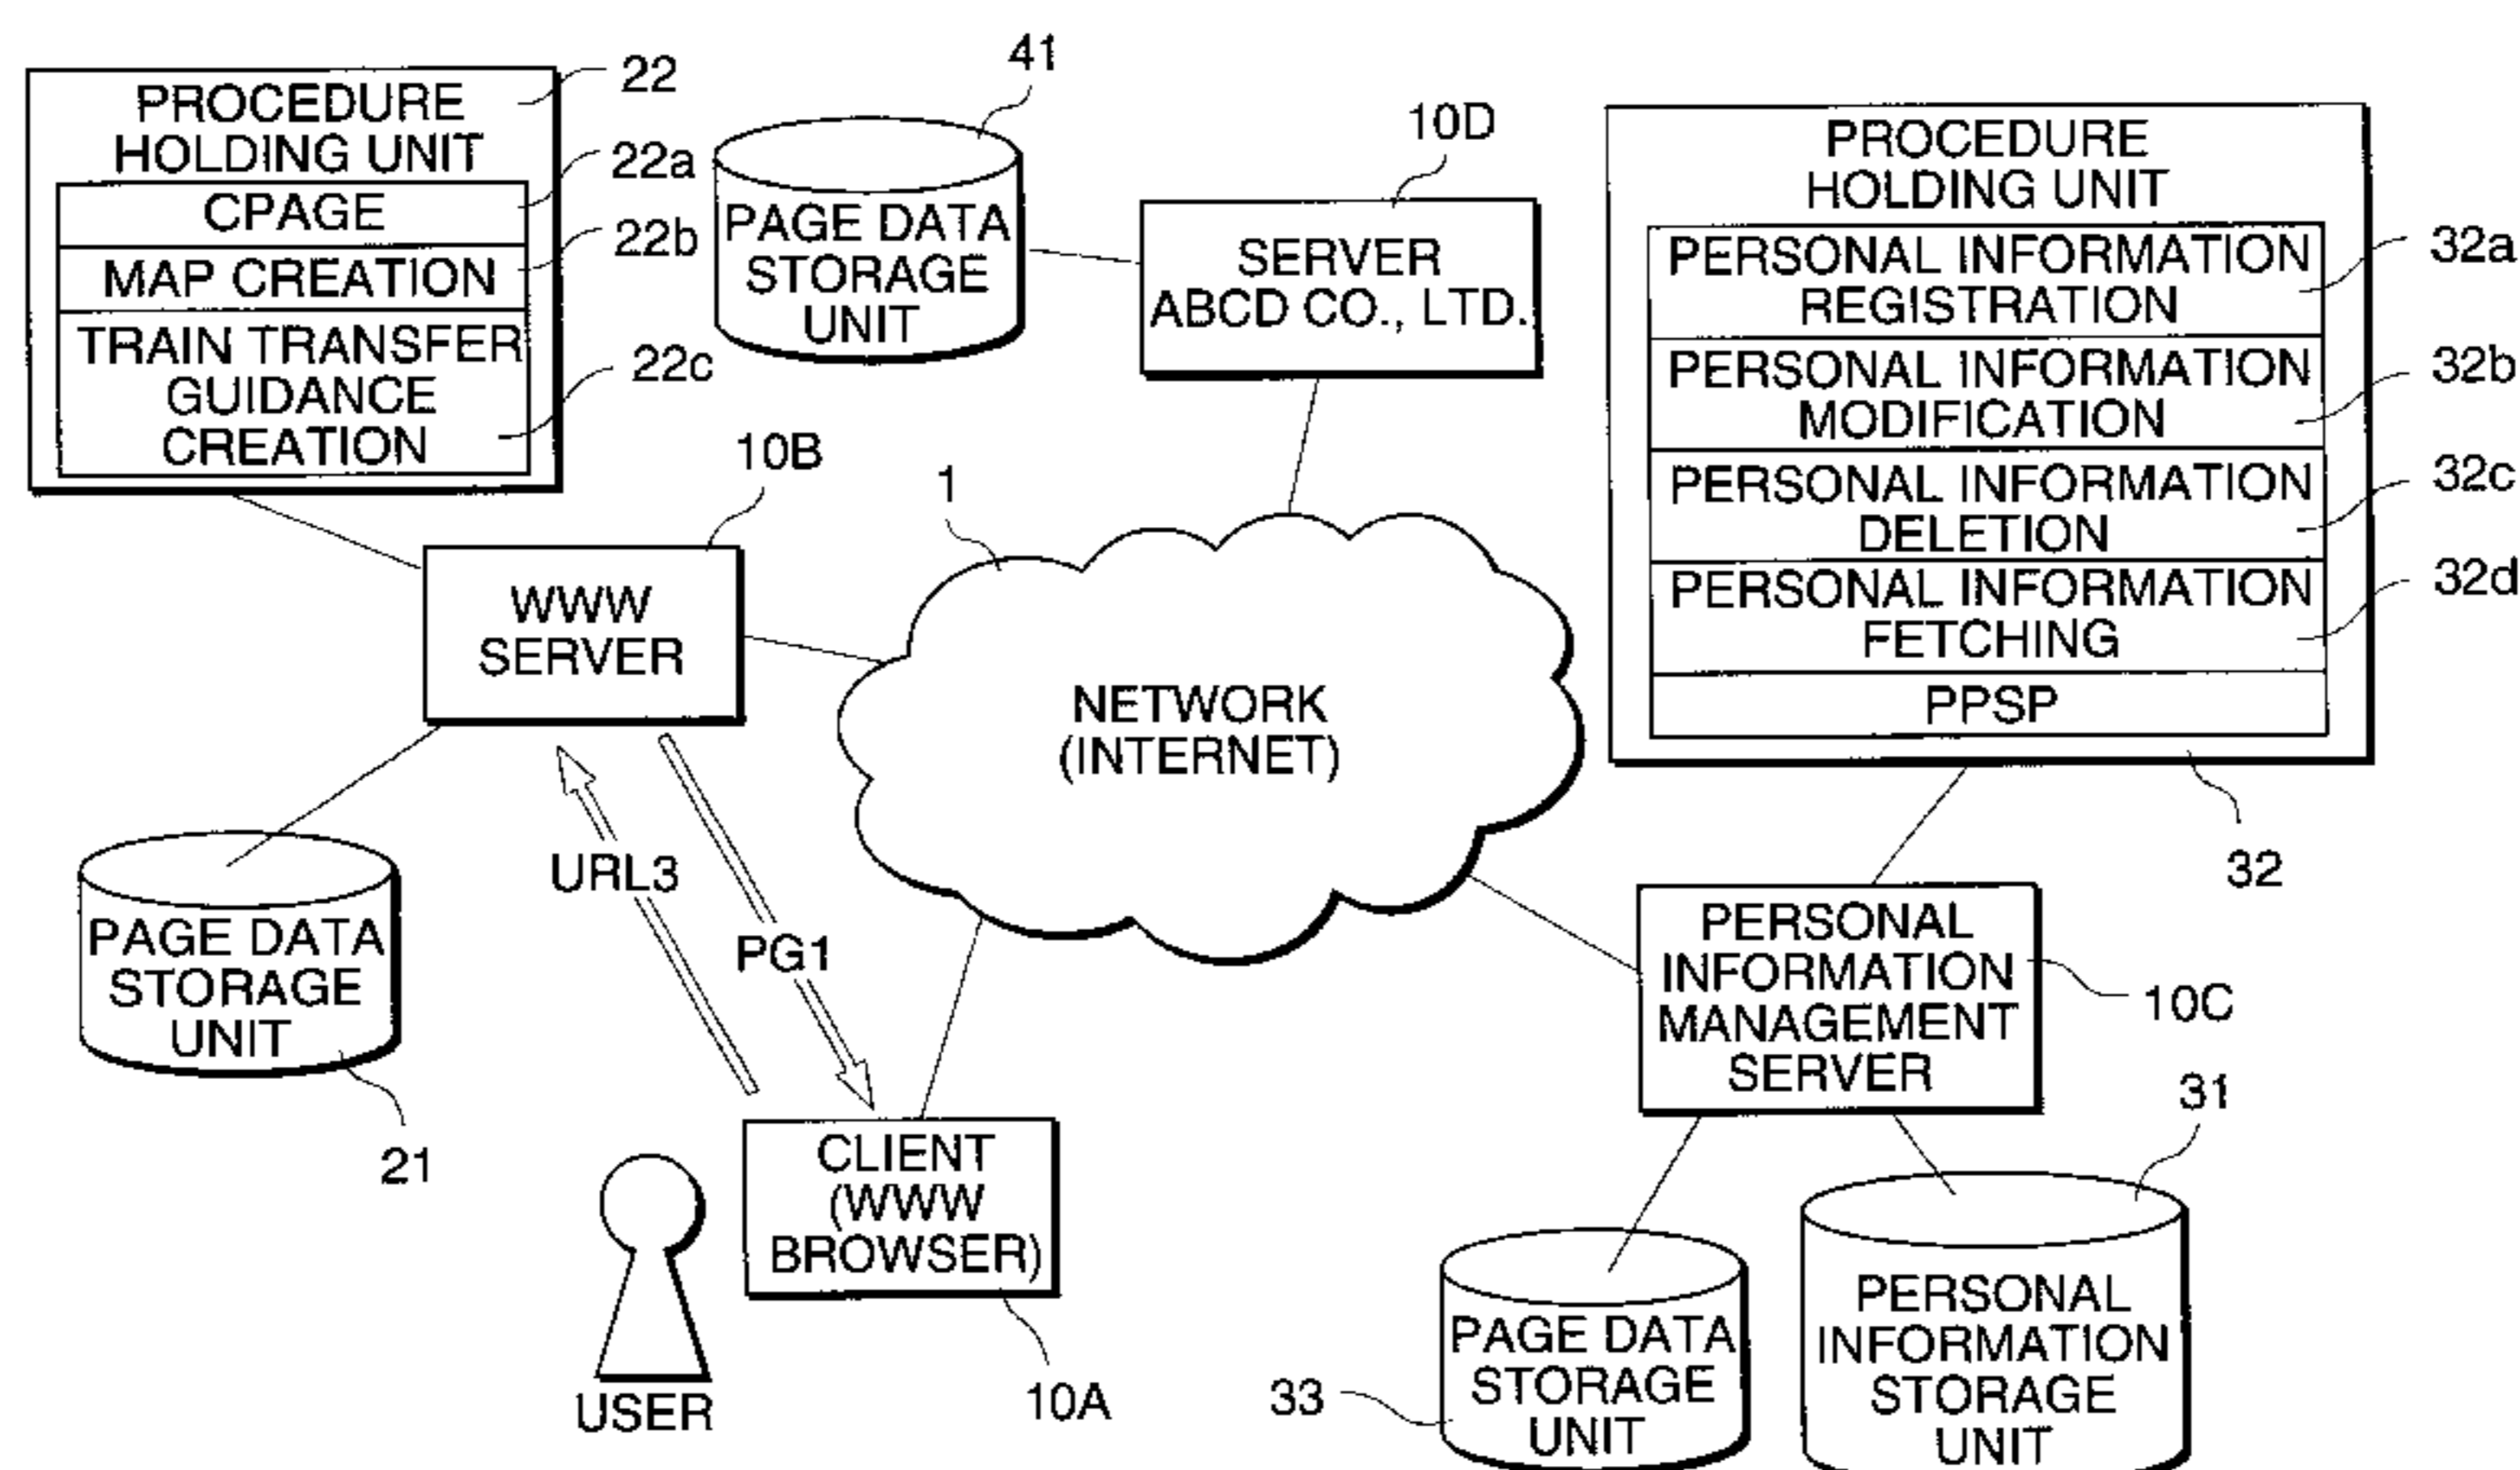 PROCEDURE
HOLDING UNIT
22
CPAGE
22a
MAP CREATION
22b
TRAIN TRANSFER
GUIDANCE
CREATION
22c
41
PAGE DATA
STORAGE
UNIT
10D
SERVER
ABCD CO., LTD.
PROCEDURE
HOLDING UNIT
PERSONAL INFORMATION
REGISTRATION
32a
PERSONAL INFORMATION
MODIFICATION
32b
PERSONAL INFORMATION
DELETION
32c
PERSONAL INFORMATION
FETCHING
32d
PPSP
32
10B
WWW
SERVER
1
NETWORK
(INTERNET)
URL3
PG1
PAGE DATA
STORAGE
UNIT
21
USER
CLIENT
(WWW
BROWSER)
10A
PERSONAL
INFORMATION
MANAGEMENT
SERVER
10C
31
33
PAGE DATA
STORAGE
UNIT
PERSONAL
INFORMATION
STORAGE
UNIT